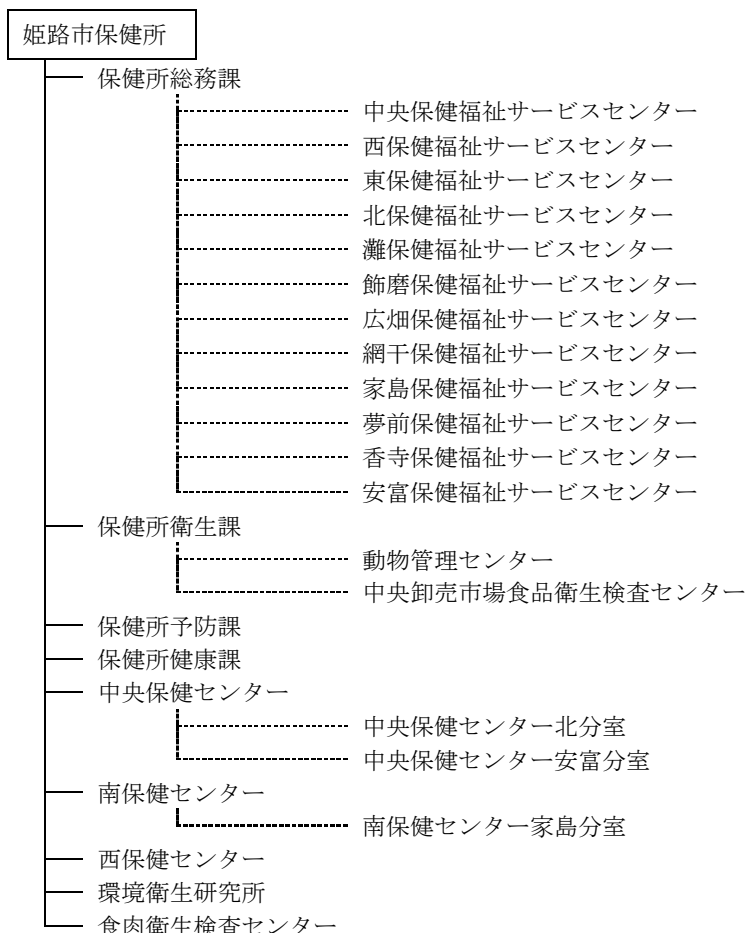 姫路市保健所
保健所総務課
中央保健福祉サービスセンター
西保健福祉サービスセンター
東保健福祉サービスセンター
北保健福祉サービスセンター
灘保健福祉サービスセンター
飾磨保健福祉サービスセンター
広畑保健福祉サービスセンター
網干保健福祉サービスセンター
家島保健福祉サービスセンター
夢前保健福祉サービスセンター
香寺保健福祉サービスセンター
安富保健福祉サービスセンター
保健所衛生課
動物管理センター
中央卸売市場食品衛生検査センター
保健所予防課
保健所健康課
中央保健センター
中央保健センター北分室
中央保健センター安富分室
南保健センター
南保健センター家島分室
西保健センター
環境衛生研究所
食肉衛生検査センター